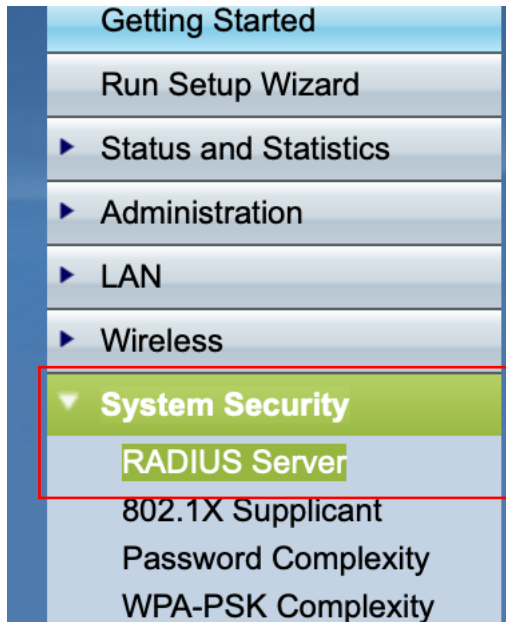 Getting Started
Run Setup Wizard
Status and Statistics
Administration
LAN
Wireless
System Security
RADIUS Server
802.1X Supplicant
Password Complexity
WPA-PSK Complexity